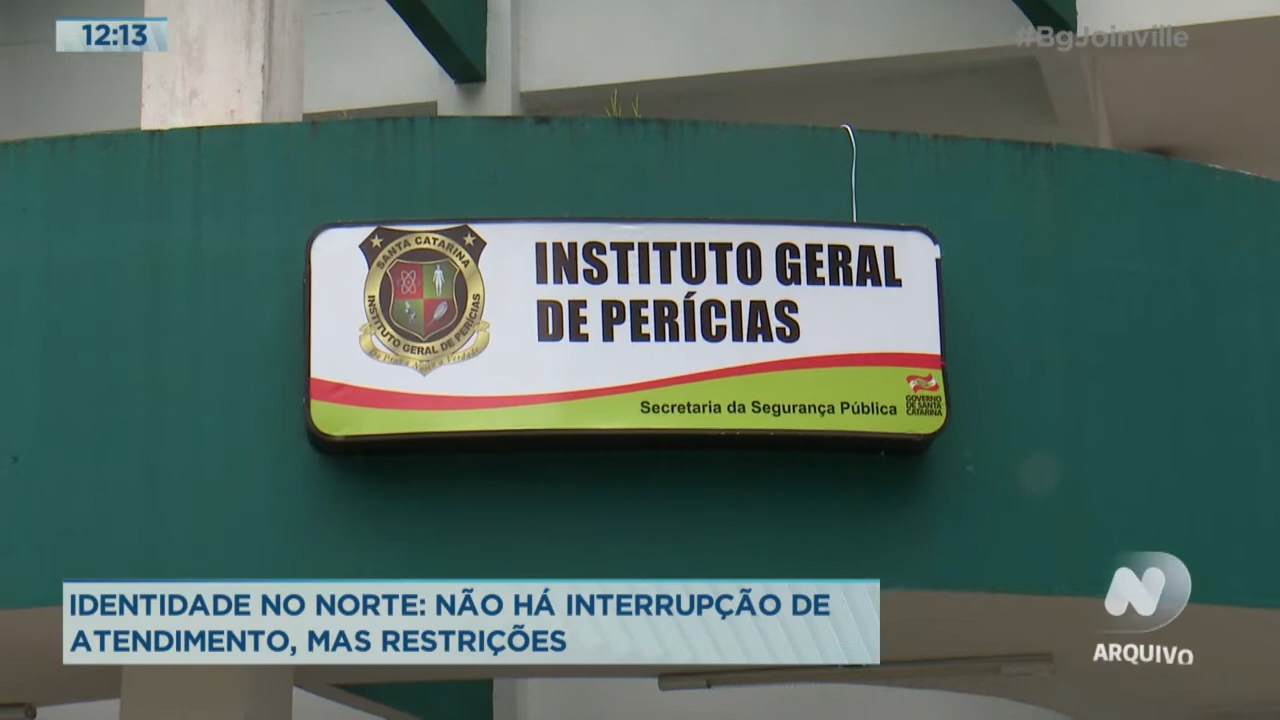 12:13
#BgJoinville
SANTA CATARINA
INSTITUTO GERAL DE PERÍCIAS
INSTITUTO GERAL
DE PERÍCIAS
Secretaria da Segurança Pública
GOVERNO
DE SANTA
CATARINA
IDENTIDADE NO NORTE: NÃO HÁ INTERRUPÇÃO DE
ATENDIMENTO, MAS RESTRIÇÕES
ARQUIVO